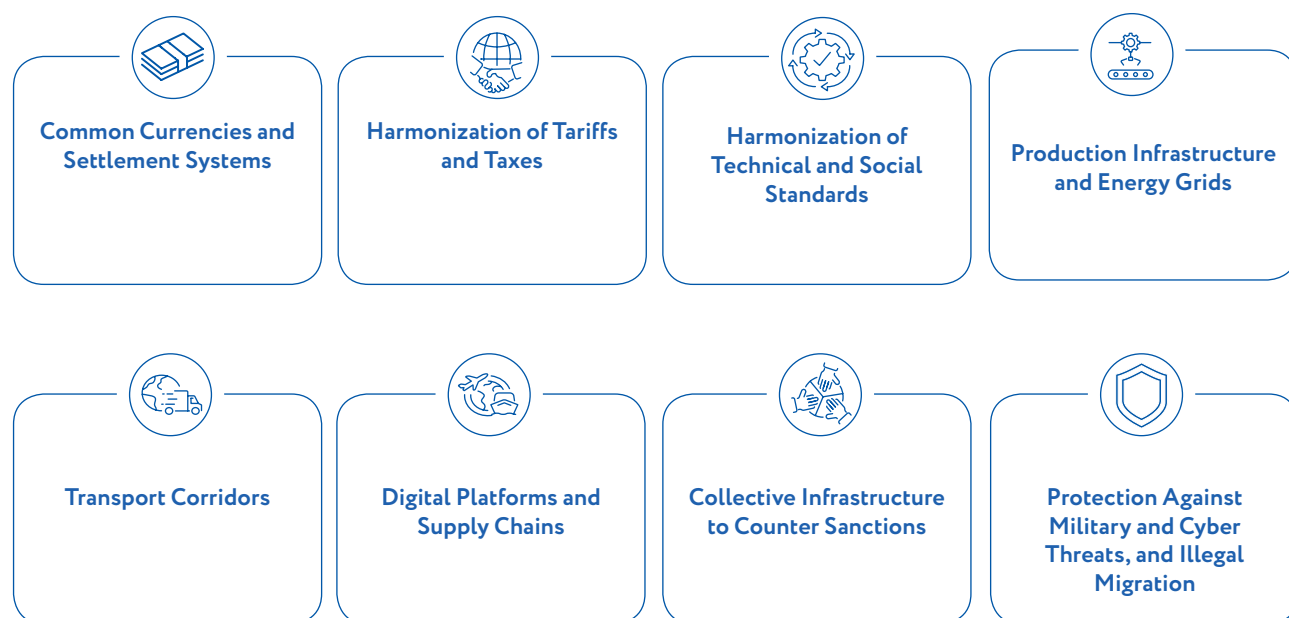 Common Currencies and
Settlement Systems
Harmonization of Tariffs
and Taxes
Harmonization of
Technical and Social
Standards
Production Infrastructure
and Energy Grids
Transport Corridors
Digital Platforms and
Supply Chains
Collective Infrastructure
to Counter Sanctions
Protection Against
Military and Cyber
Threats, and Illegal
Migration